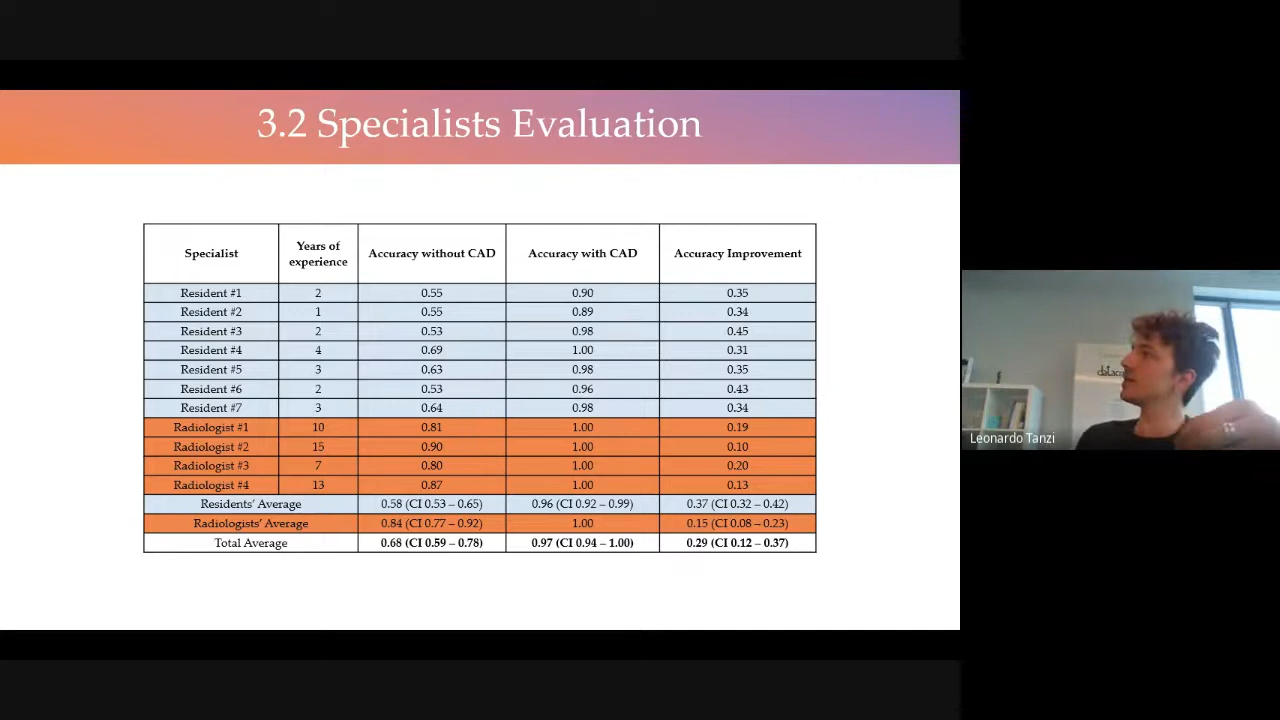 3.2 Specialists Evaluation
Specialist Years of experience Accuracy without CAD Accuracy with CAD Accuracy Improvement
Resident #1 2 0.55 0.90 0.35
Resident #2 1 0.55 0.89 0.34
Resident #3 2 0.53 0.98 0.45
Resident #4 4 0.69 1.00 0.31
Resident #5 3 0.63 0.98 0.35
Resident #6 2 0.53 0.96 0.43
Resident #7 3 0.64 0.98 0.34
Radiologist #1 10 0.81 1.00 0.19
Radiologist #2 15 0.90 1.00 0.10
Radiologist #3 7 0.80 1.00 0.20
Radiologist #4 13 0.87 1.00 0.13
Residents' Average 0.58 (CI 0.53 – 0.65) 0.96 (CI 0.92 – 0.99) 0.37 (CI 0.32 – 0.42)
Radiologists' Average 0.84 (CI 0.77 – 0.92) 1.00 0.15 (CI 0.08 – 0.23)
Total Average 0.68 (CI 0.59 – 0.78) 0.97 (CI 0.94 – 1.00) 0.29 (CI 0.12 – 0.37)
Leonardo Tanzi